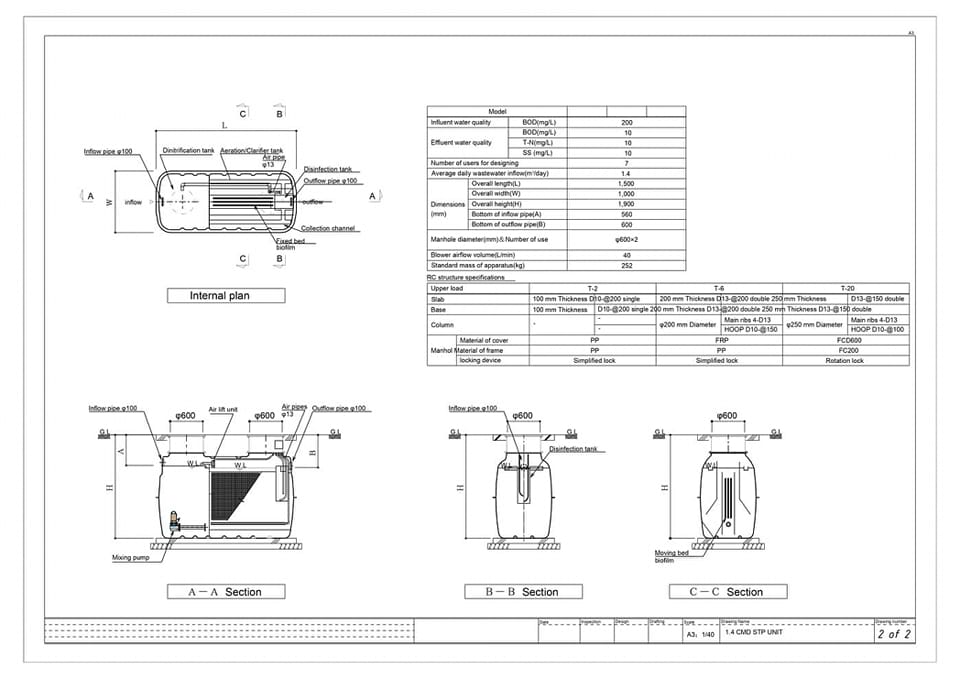 A3
C B
L
Inflow pipe φ100 Dinitrification tank Aeration/Clarifier tank
Air pipe
φ13
Disinfection tank
Outflow pipe φ100
A W inflow outflow A
Collection channel
Fixed bed
biofilm
C B
Internal plan
Model
Influent water quality BOD(mg/L) 200
Effluent water quality BOD(mg/L) 10
T-N(mg/L) 10
SS (mg/L) 10
Number of users for designing 7
Average daily wastewater inflow(m³/day) 1.4
Dimensions (mm) Overall length(L) 1,500
Overall width(W) 1,000
Overall height(H) 1,900
Bottom of inflow pipe(A) 560
Bottom of outflow pipe(B) 600
Manhole diameter(mm)& Number of use φ600×2
Blower airflow volume(L/min) 40
Standard mass of apparatus(kg) 252
RC structure specifications
Upper load T-2 T-6 T-20
Slab 100 mm Thickness D10-@200 single 200 mm Thickness D13-@200 double 250 mm Thickness D13-@150 double
Base 100 mm Thickness D10-@200 single 200 mm Thickness D13-@200 double 250 mm Thickness D13-@150 double
Column - - φ200 mm Diameter Main ribs 4-D13 φ250 mm Diameter Main ribs 4-D13
- HOOP D10-@150 HOOP D10-@100
Material of cover PP FRP FCD600
Manhol Material of frame PP PP FC200
locking device Simplified lock Simplified lock Rotation lock
Inflow pipe φ100 Air lift unit Air pipes Outflow pipe φ100
φ600 φ600 φ13
G.L G.L
A B
W.L W.L
H
Mixing pump
A－A Section
Inflow pipe φ100
φ600
G.L G.L
Disinfection tank
W.L
H
B－B Section
φ600
G.L G.L
W.L
H
Moving bed
biofilm
C－C Section
Date Inspection Design Drafting Scale Drawing Name Drawing number
A3: 1/40 1.4 CMD STP UNIT 2 of 2